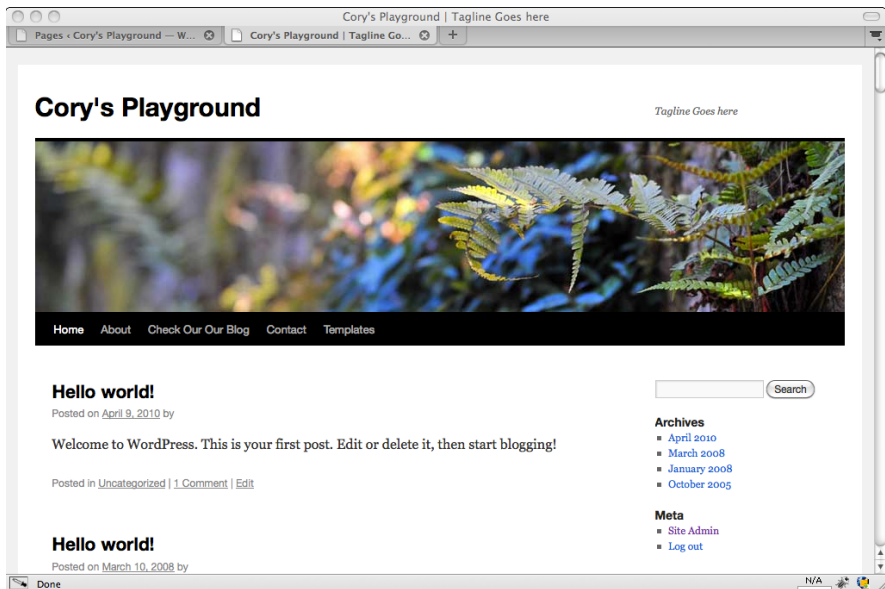 Cory's Playground | Tagline Goes here
Pages ‹ Cory's Playground — W...
Cory's Playground | Tagline Go...
+
Cory's Playground
Tagline Goes here
Home About Check Our Our Blog Contact Templates
Hello world!
Posted on April 9, 2010 by
Welcome to WordPress. This is your first post. Edit or delete it, then start blogging!
Posted in Uncategorized | 1 Comment | Edit
Hello world!
Posted on March 10, 2008 by
Search
Archives
April 2010
March 2008
January 2008
October 2005
Meta
Site Admin
Log out
Done
N/A